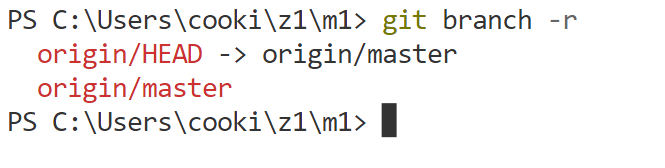 PS C:\Users\cooki\z1\m1> git branch -r
  origin/HEAD -> origin/master
  origin/master
PS C:\Users\cooki\z1\m1>